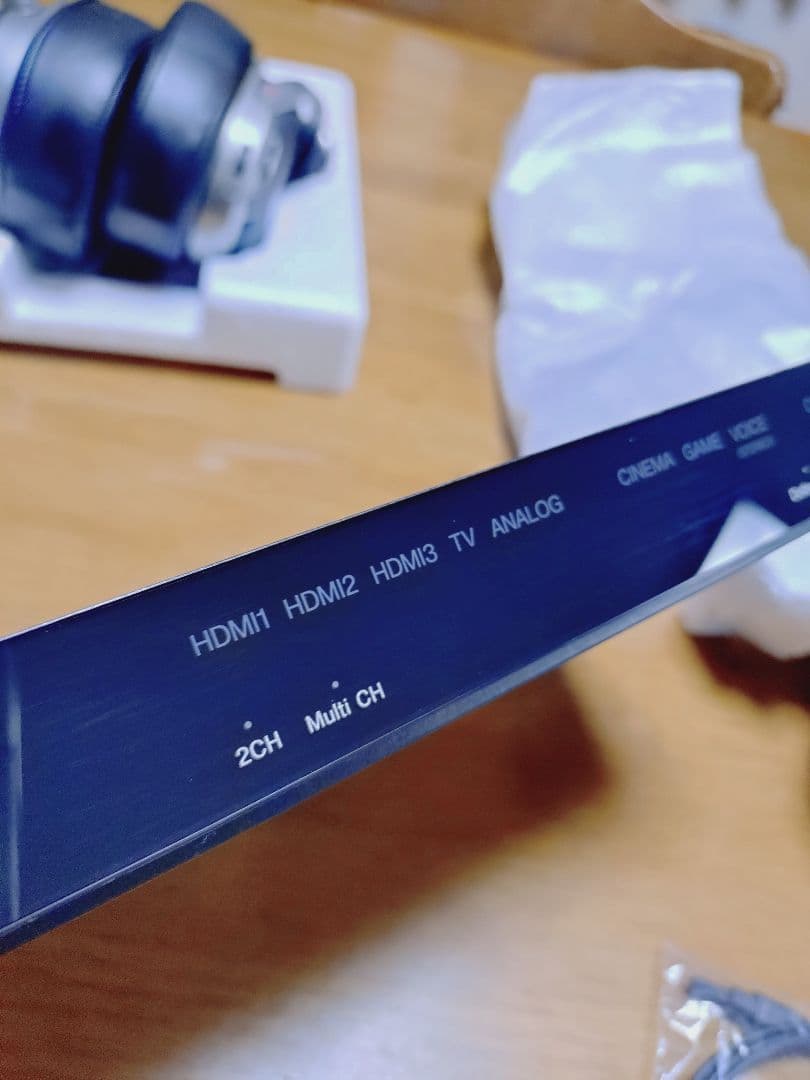 HDMI1 HDMI2 HDMI3 TV ANALOG CINEMA GAME VOICE
2CH Multi CH